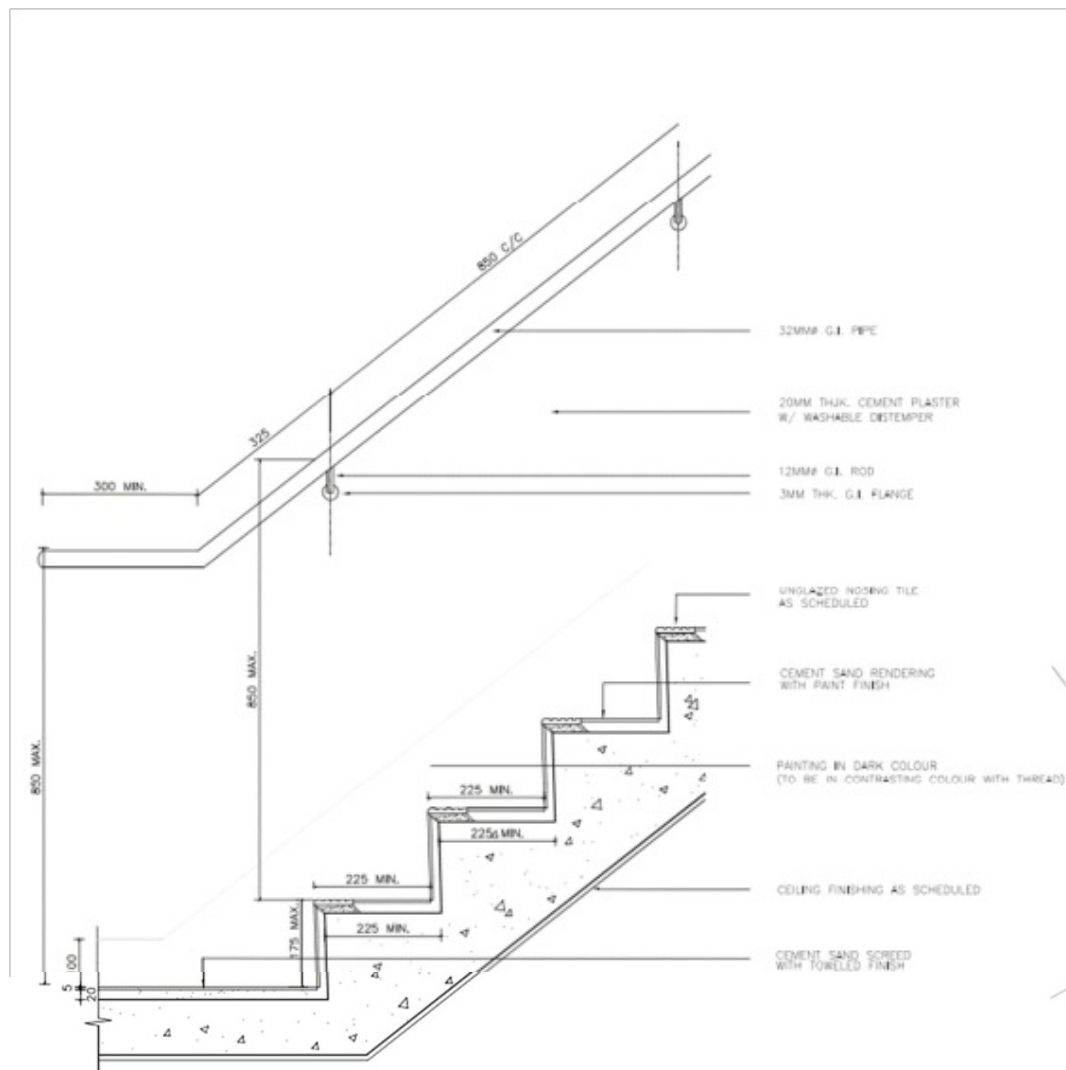 850 C/C
32MMØ G.I. PIPE
20MM THJK. CEMENT PLASTER
W/ WASHABLE DISTEMPER
325
12MMØ G.I. ROD
300 MIN.
3MM THK. G.I. FLANGE
UNGLAZED NOSING TILE
AS SCHEDULED
850 MAX.
CEMENT SAND RENDERING
WITH PAINT FINISH
850 MAX.
PAINTING IN DARK COLOUR
(TO BE IN CONTRASTING COLOUR WITH THREAD)
225 MIN.
225 MIN.
225 MIN.
CEILING FINISHING AS SCHEDULED
175 MAX.
225 MIN.
CEMENT SAND SCREED
WITH TOWELED FINISH
100
5
20